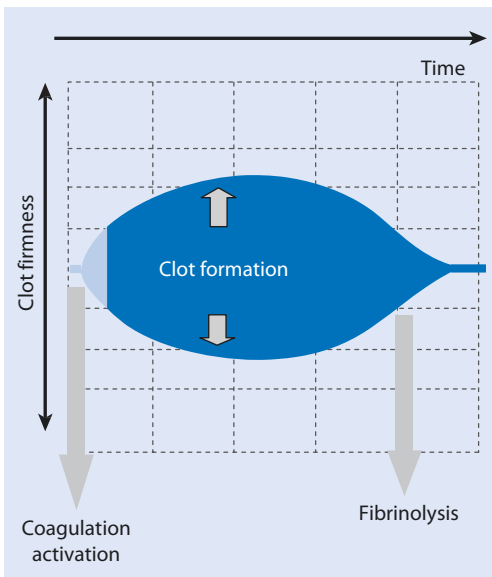 Time
Clot firmness
Clot formation
Fibrinolysis
Coagulation
activation